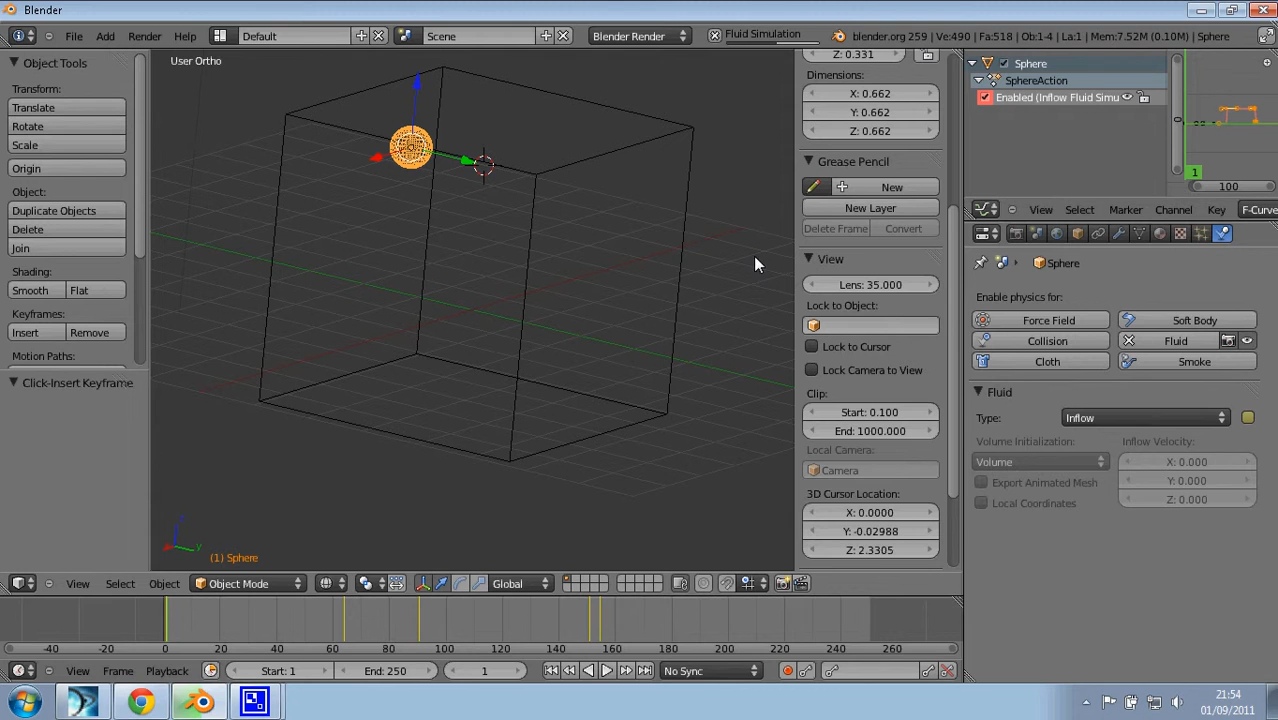 Blender
File Add Render Help Default Scene Blender Render Fluid Simulation blender.org 259 | Ve:490 | Fa:518 | Ob:1-4 | La:1 | Mem:7.52M (0.10M) | Sphere
Object Tools
Transform:
Translate
Rotate
Scale
Origin
Object:
Duplicate Objects
Delete
Join
Shading:
Smooth Flat
Keyframes:
Insert Remove
Motion Paths:
Click-Insert Keyframe
User Ortho
z
y
(1) Sphere
Z: 0.331
Dimensions:
X: 0.662
Y: 0.662
Z: 0.662
Grease Pencil
New
New Layer
Delete Frame Convert
View
Lens: 35.000
Lock to Object:
Lock to Cursor
Lock Camera to View
Clip:
Start: 0.100
End: 1000.000
Local Camera:
Camera
3D Cursor Location:
X: 0.0000
Y: -0.02988
Z: 2.3305
Sphere
SphereAction
Enabled (Inflow Fluid Simu
1
100
View Select Marker Channel Key F-Curve
Sphere
Enable physics for:
Force Field Soft Body
Collision Fluid
Cloth Smoke
Fluid
Type: Inflow
Volume Initialization: Inflow Velocity:
Volume X: 0.000
Export Animated Mesh Y: 0.000
Local Coordinates Z: 0.000
View Select Object Object Mode Global
-40 -20 0 20 40 60 80 100 120 140 160 180 200 220 240 260
View Frame Playback Start: 1 End: 250 1 No Sync
21:54
01/09/2011